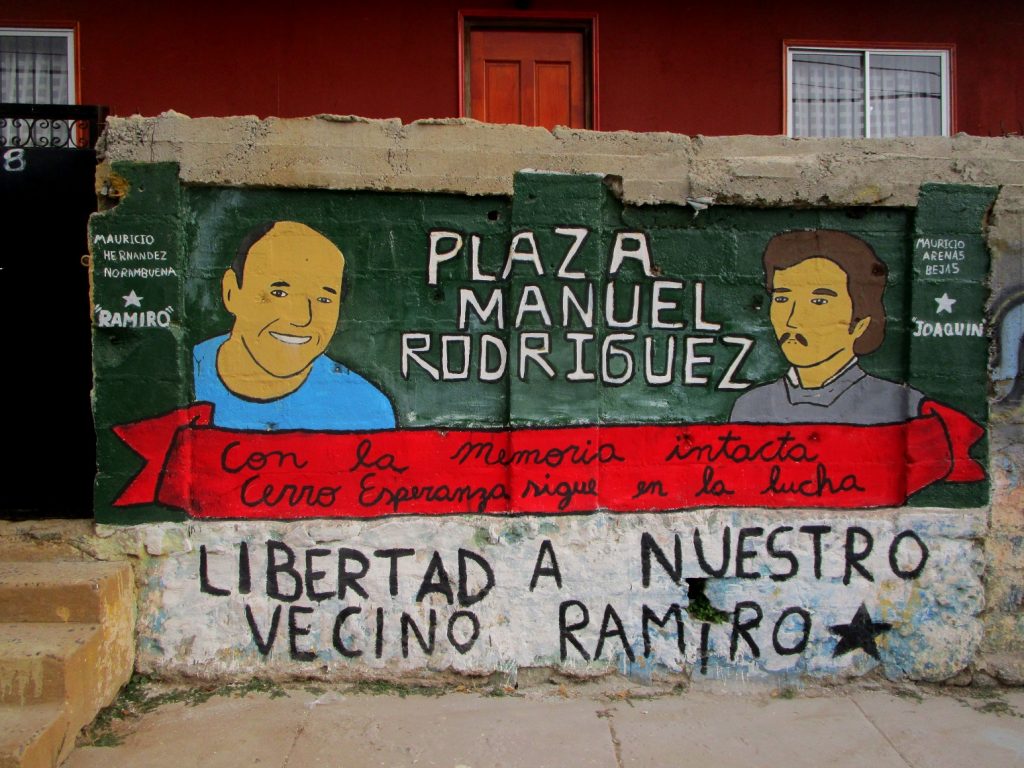 8
MAURICIO
HERNANDEZ
NORAMBUENA
"RAMIRO"
PLAZA
MANUEL
RODRIGUEZ
MAURICIO
ARENAS
BEJAS
"JOAQUIN"
Con la memoria intacta
Cerro Esperanza sigue en la lucha
LIBERTAD A NUESTRO
VECINO RAMIRO